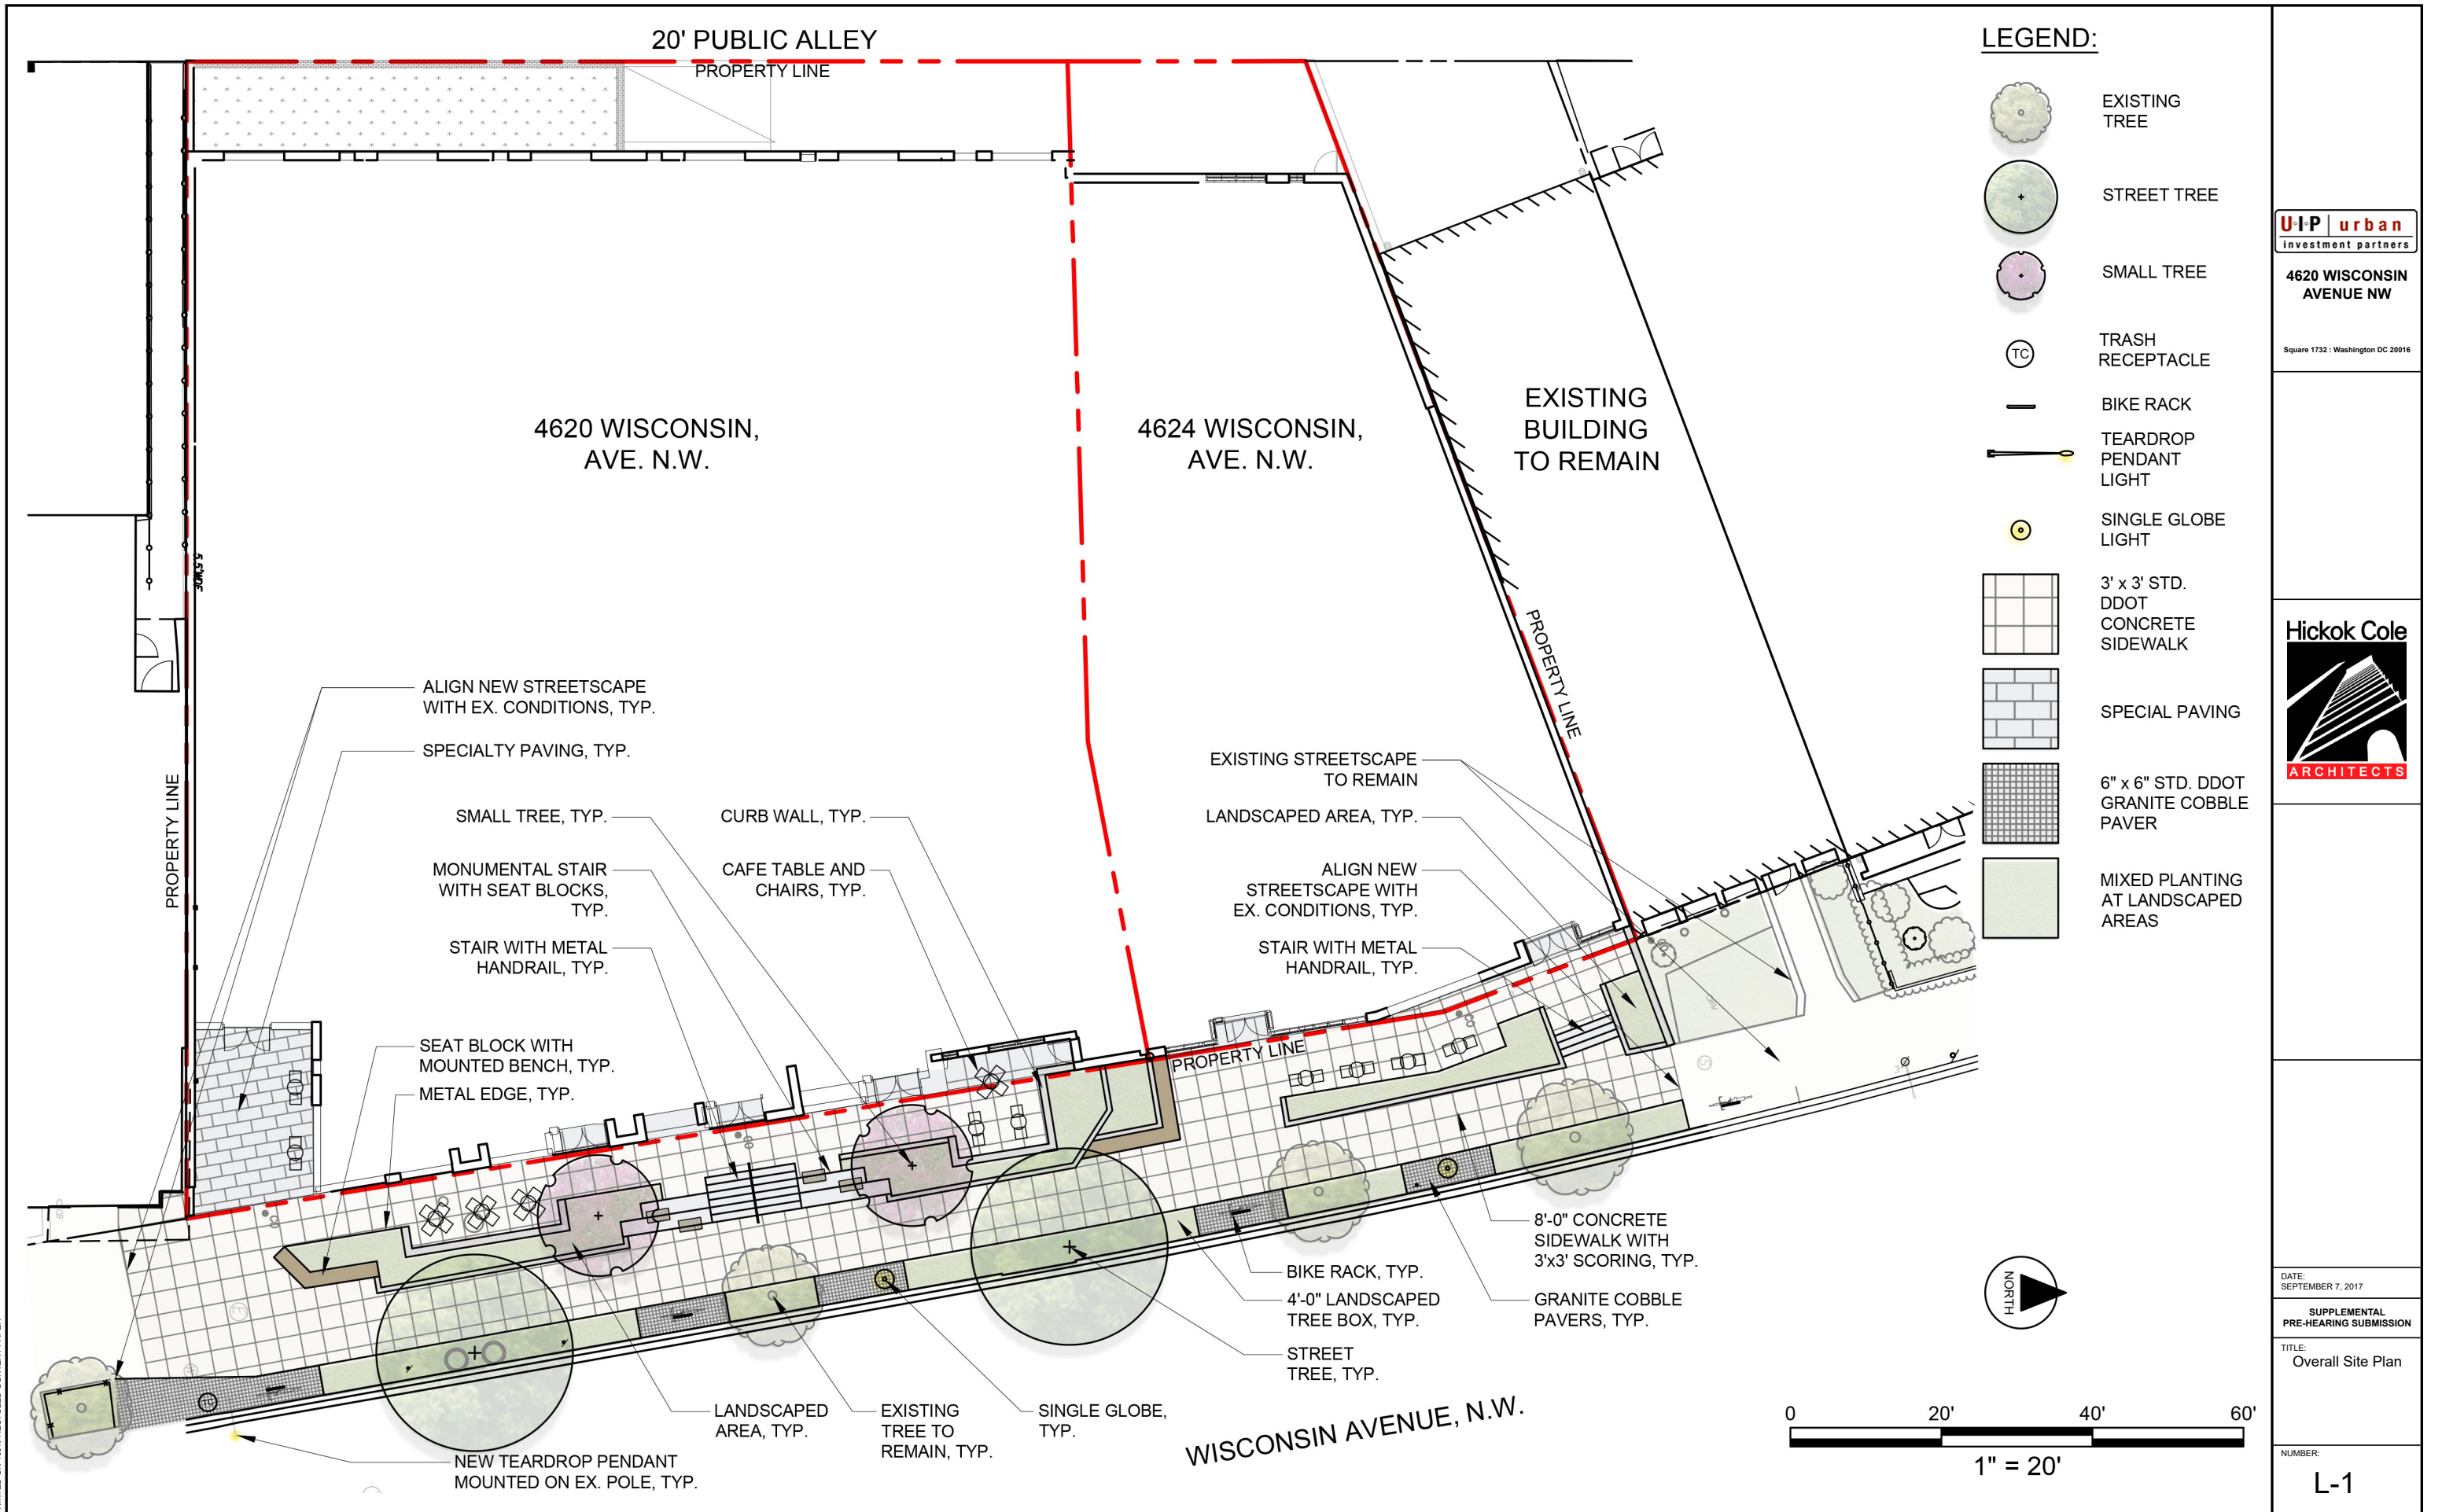 20' PUBLIC ALLEY
PROPERTY LINE
4620 WISCONSIN,
AVE. N.W.
4624 WISCONSIN,
AVE. N.W.
EXISTING
BUILDING
TO REMAIN
PROPERTY LINE
PROPERTY LINE
PROPERTY LINE
ALIGN NEW STREETSCAPE
WITH EX. CONDITIONS, TYP.
SPECIALTY PAVING, TYP.
SMALL TREE, TYP.
MONUMENTAL STAIR
WITH SEAT BLOCKS,
TYP.
STAIR WITH METAL
HANDRAIL, TYP.
SEAT BLOCK WITH
MOUNTED BENCH, TYP.
METAL EDGE, TYP.
CURB WALL, TYP.
CAFE TABLE AND
CHAIRS, TYP.
EXISTING STREETSCAPE
TO REMAIN
LANDSCAPED AREA, TYP.
ALIGN NEW
STREETSCAPE WITH
EX. CONDITIONS, TYP.
STAIR WITH METAL
HANDRAIL, TYP.
8'-0" CONCRETE
SIDEWALK WITH
3'x3' SCORING, TYP.
GRANITE COBBLE
PAVERS, TYP.
BIKE RACK, TYP.
4'-0" LANDSCAPED
TREE BOX, TYP.
STREET
TREE, TYP.
LANDSCAPED
AREA, TYP.
EXISTING
TREE TO
REMAIN, TYP.
SINGLE GLOBE,
TYP.
NEW TEARDROP PENDANT
MOUNTED ON EX. POLE, TYP.
TC
WISCONSIN AVENUE, N.W.
LEGEND:
EXISTING
TREE
STREET TREE
SMALL TREE
TC
TRASH
RECEPTACLE
BIKE RACK
TEARDROP
PENDANT
LIGHT
SINGLE GLOBE
LIGHT
3' x 3' STD.
DDOT
CONCRETE
SIDEWALK
SPECIAL PAVING
6" x 6" STD. DDOT
GRANITE COBBLE
PAVER
MIXED PLANTING
AT LANDSCAPED
AREAS
NORTH
0 20' 40' 60'
1" = 20'
U·I·P | urban
investment partners
4620 WISCONSIN
AVENUE NW
Square 1732 : Washington DC 20016
Hickok Cole
ARCHITECTS
DATE:
SEPTEMBER 7, 2017
SUPPLEMENTAL
PRE-HEARING SUBMISSION
TITLE:
Overall Site Plan
NUMBER:
L-1